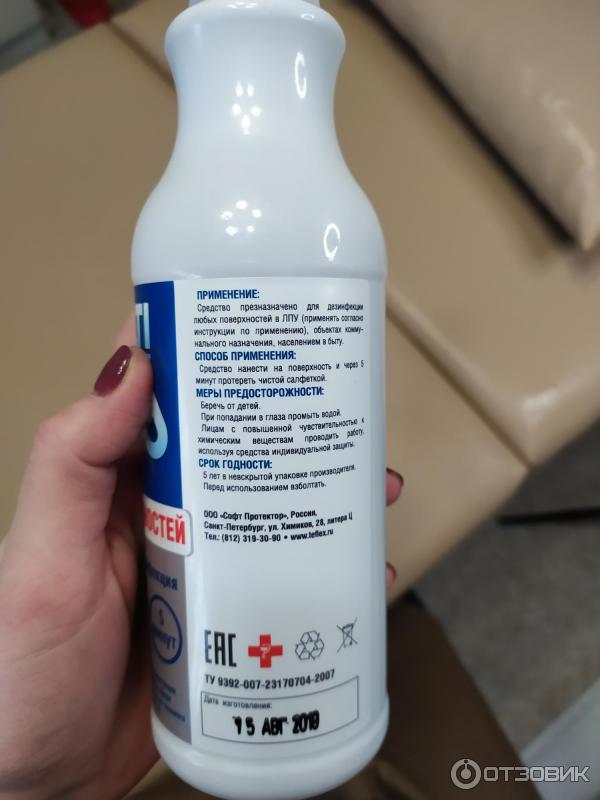 ПРИМЕНЕНИЕ:
Средство презназначено для дезинфекции
любых поверхностей в ЛПУ (применять согласно
инструкции по применению), объектах комму-
нального назначения, населением в быту.
СПОСОБ ПРИМЕНЕНИЯ:
Средство нанести на поверхность и через 5
минут протереть чистой салфеткой.
МЕРЫ ПРЕДОСТОРОЖНОСТИ:
Беречь от детей.
При попадании в глаза промыть водой.
Лицам с повышенной чувствительностью к
химическим веществам проводить работу,
используя средства индивидуальной защиты.
СРОК ГОДНОСТИ:
5 лет в невскрытой упаковке производителя.
Перед использованием взболтать.
ООО «Софт Протектор», Россия,
Санкт-Петербург, ул. Химиков, 28, литера Ц
Тел.: (812) 319-30-90 • www.teflex.ru
EAC
ТУ 9392-007-23170704-2007
Дата изготовления:
15 АВГ 2019
ОСТЕЙ
5
ОТЗОВИК